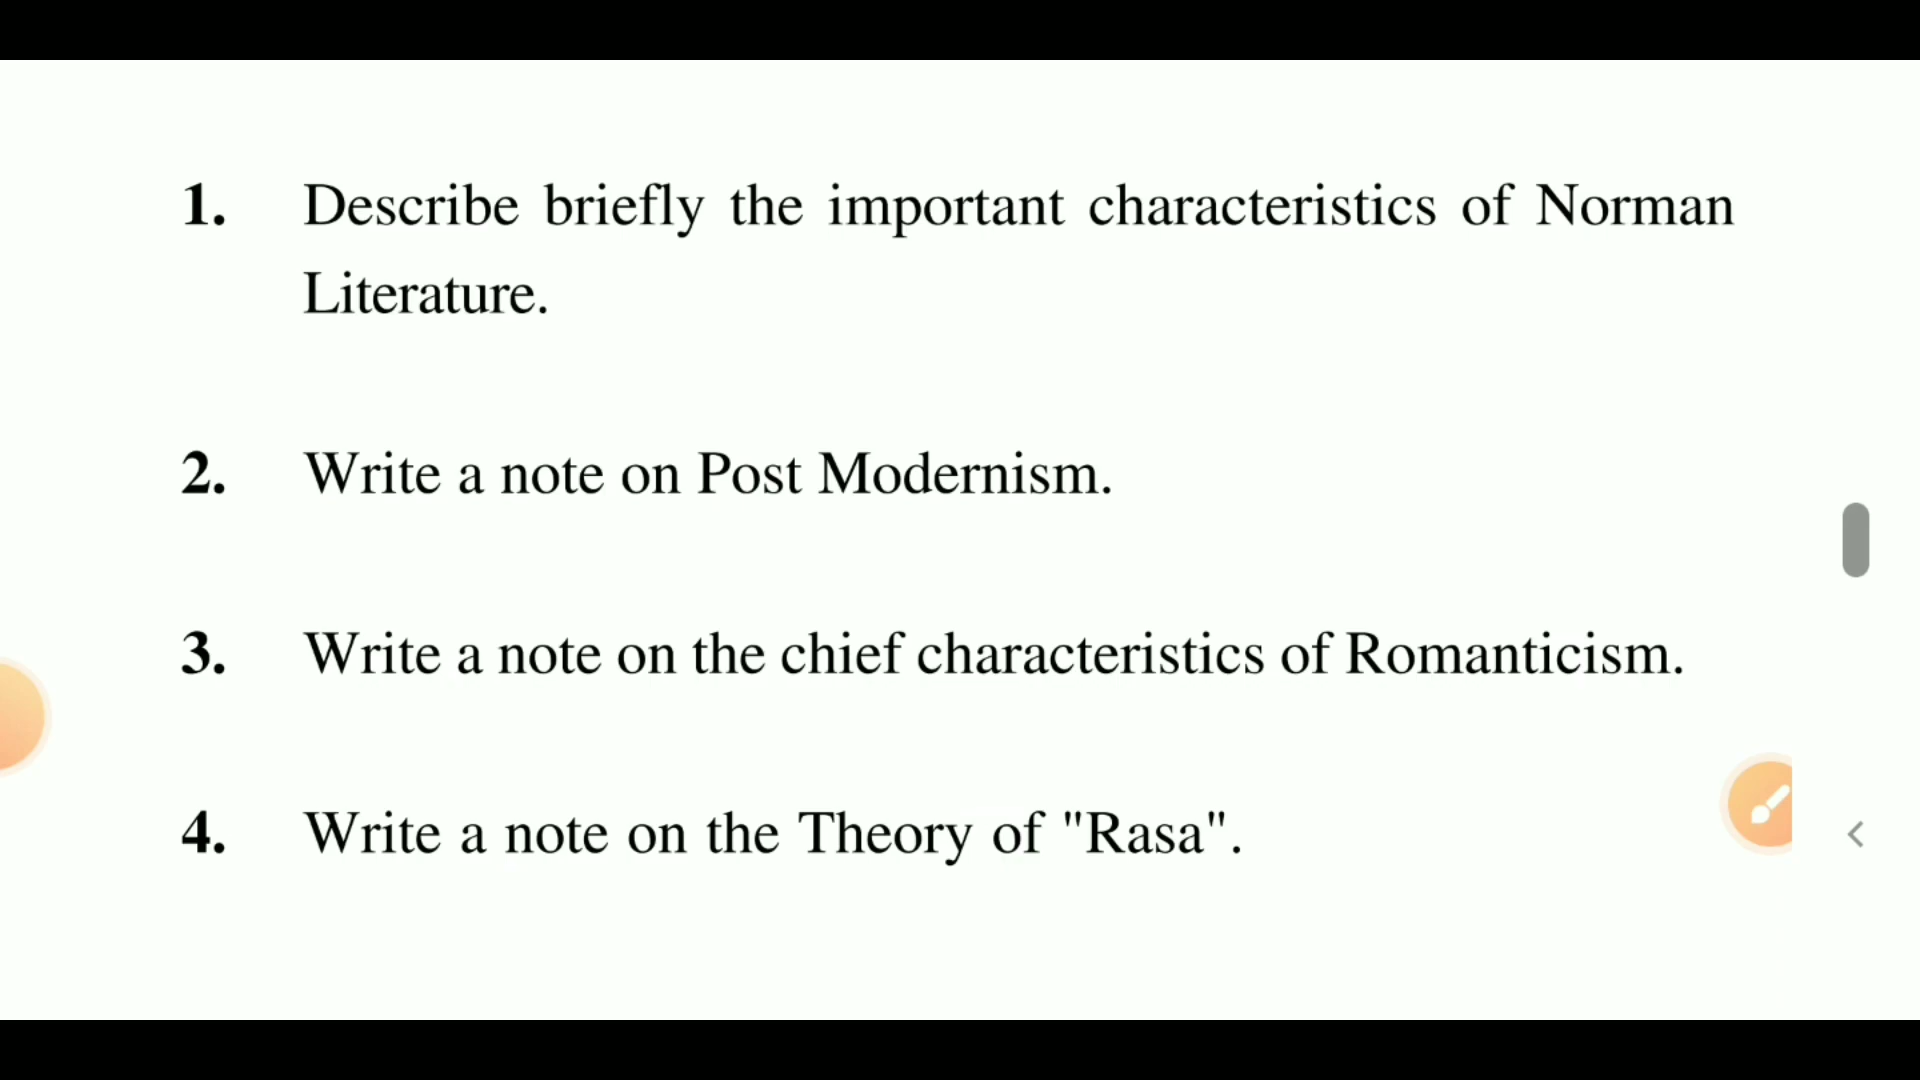 1. Describe briefly the important characteristics of Norman
Literature.
2. Write a note on Post Modernism.
3. Write a note on the chief characteristics of Romanticism.
4. Write a note on the Theory of "Rasa".